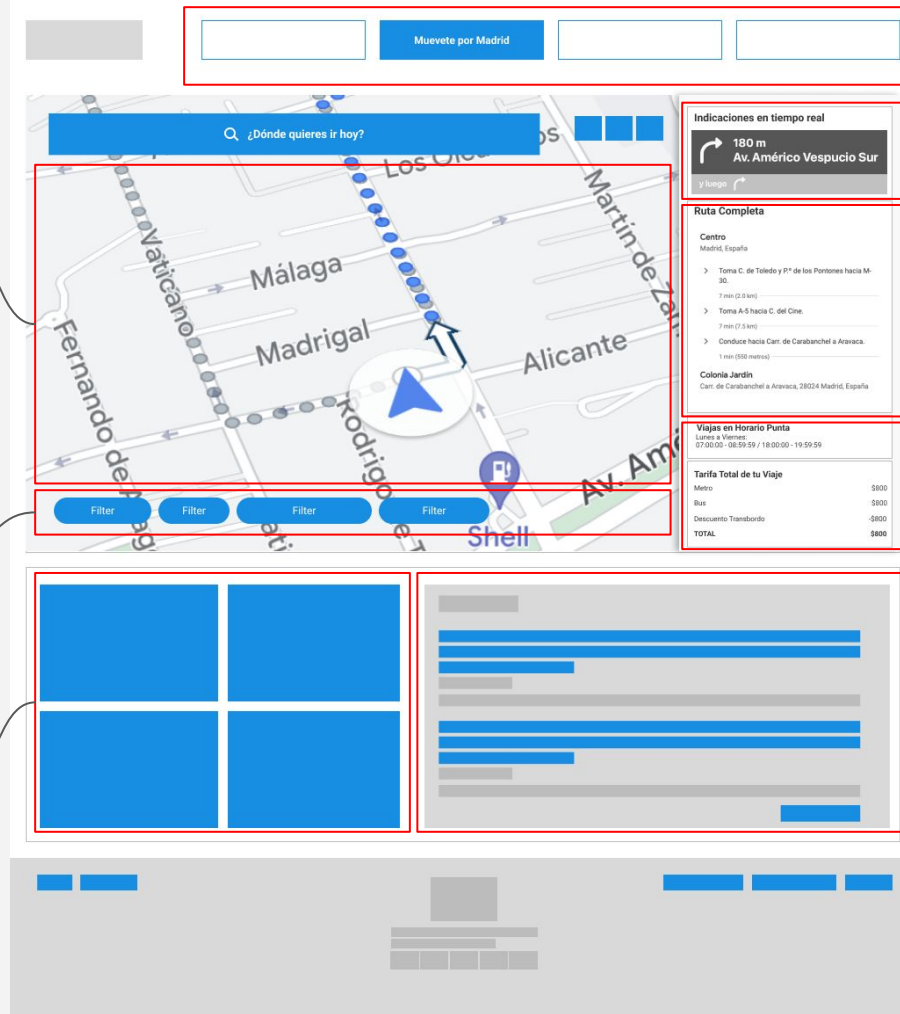 Muevete por Madrid
¿Dónde quieres ir hoy?
Los
Vaticano
Málaga
Martín de
Fernando de
Madrigal
Alicante
Rodrigo
Av. Amé
Shell
Filter
Filter
Filter
Filter
Indicaciones en tiempo real
180 m
Av. Américo Vespucio Sur
y luego
Ruta Completa
Centro
Madrid, España
Toma C. de Toledo y P.º de los Pontones hacia M-
30.
7 min (2.0 km)
Toma A-5 hacia C. del Cine.
7 min (7.5 km)
Conduce hacia Carr. de Carabanchel a Aravaca.
1 min (550 metros)
Colonia Jardín
Carr. de Carabanchel a Aravaca, 28024 Madrid, España
Viajas en Horario Punta
Lunes a Viernes:
07:00:00 - 08:59:59 / 18:00:00 - 19:59:59
Tarifa Total de tu Viaje
Metro $800
Bus $800
Descuento Transbordo -$800
TOTAL $800